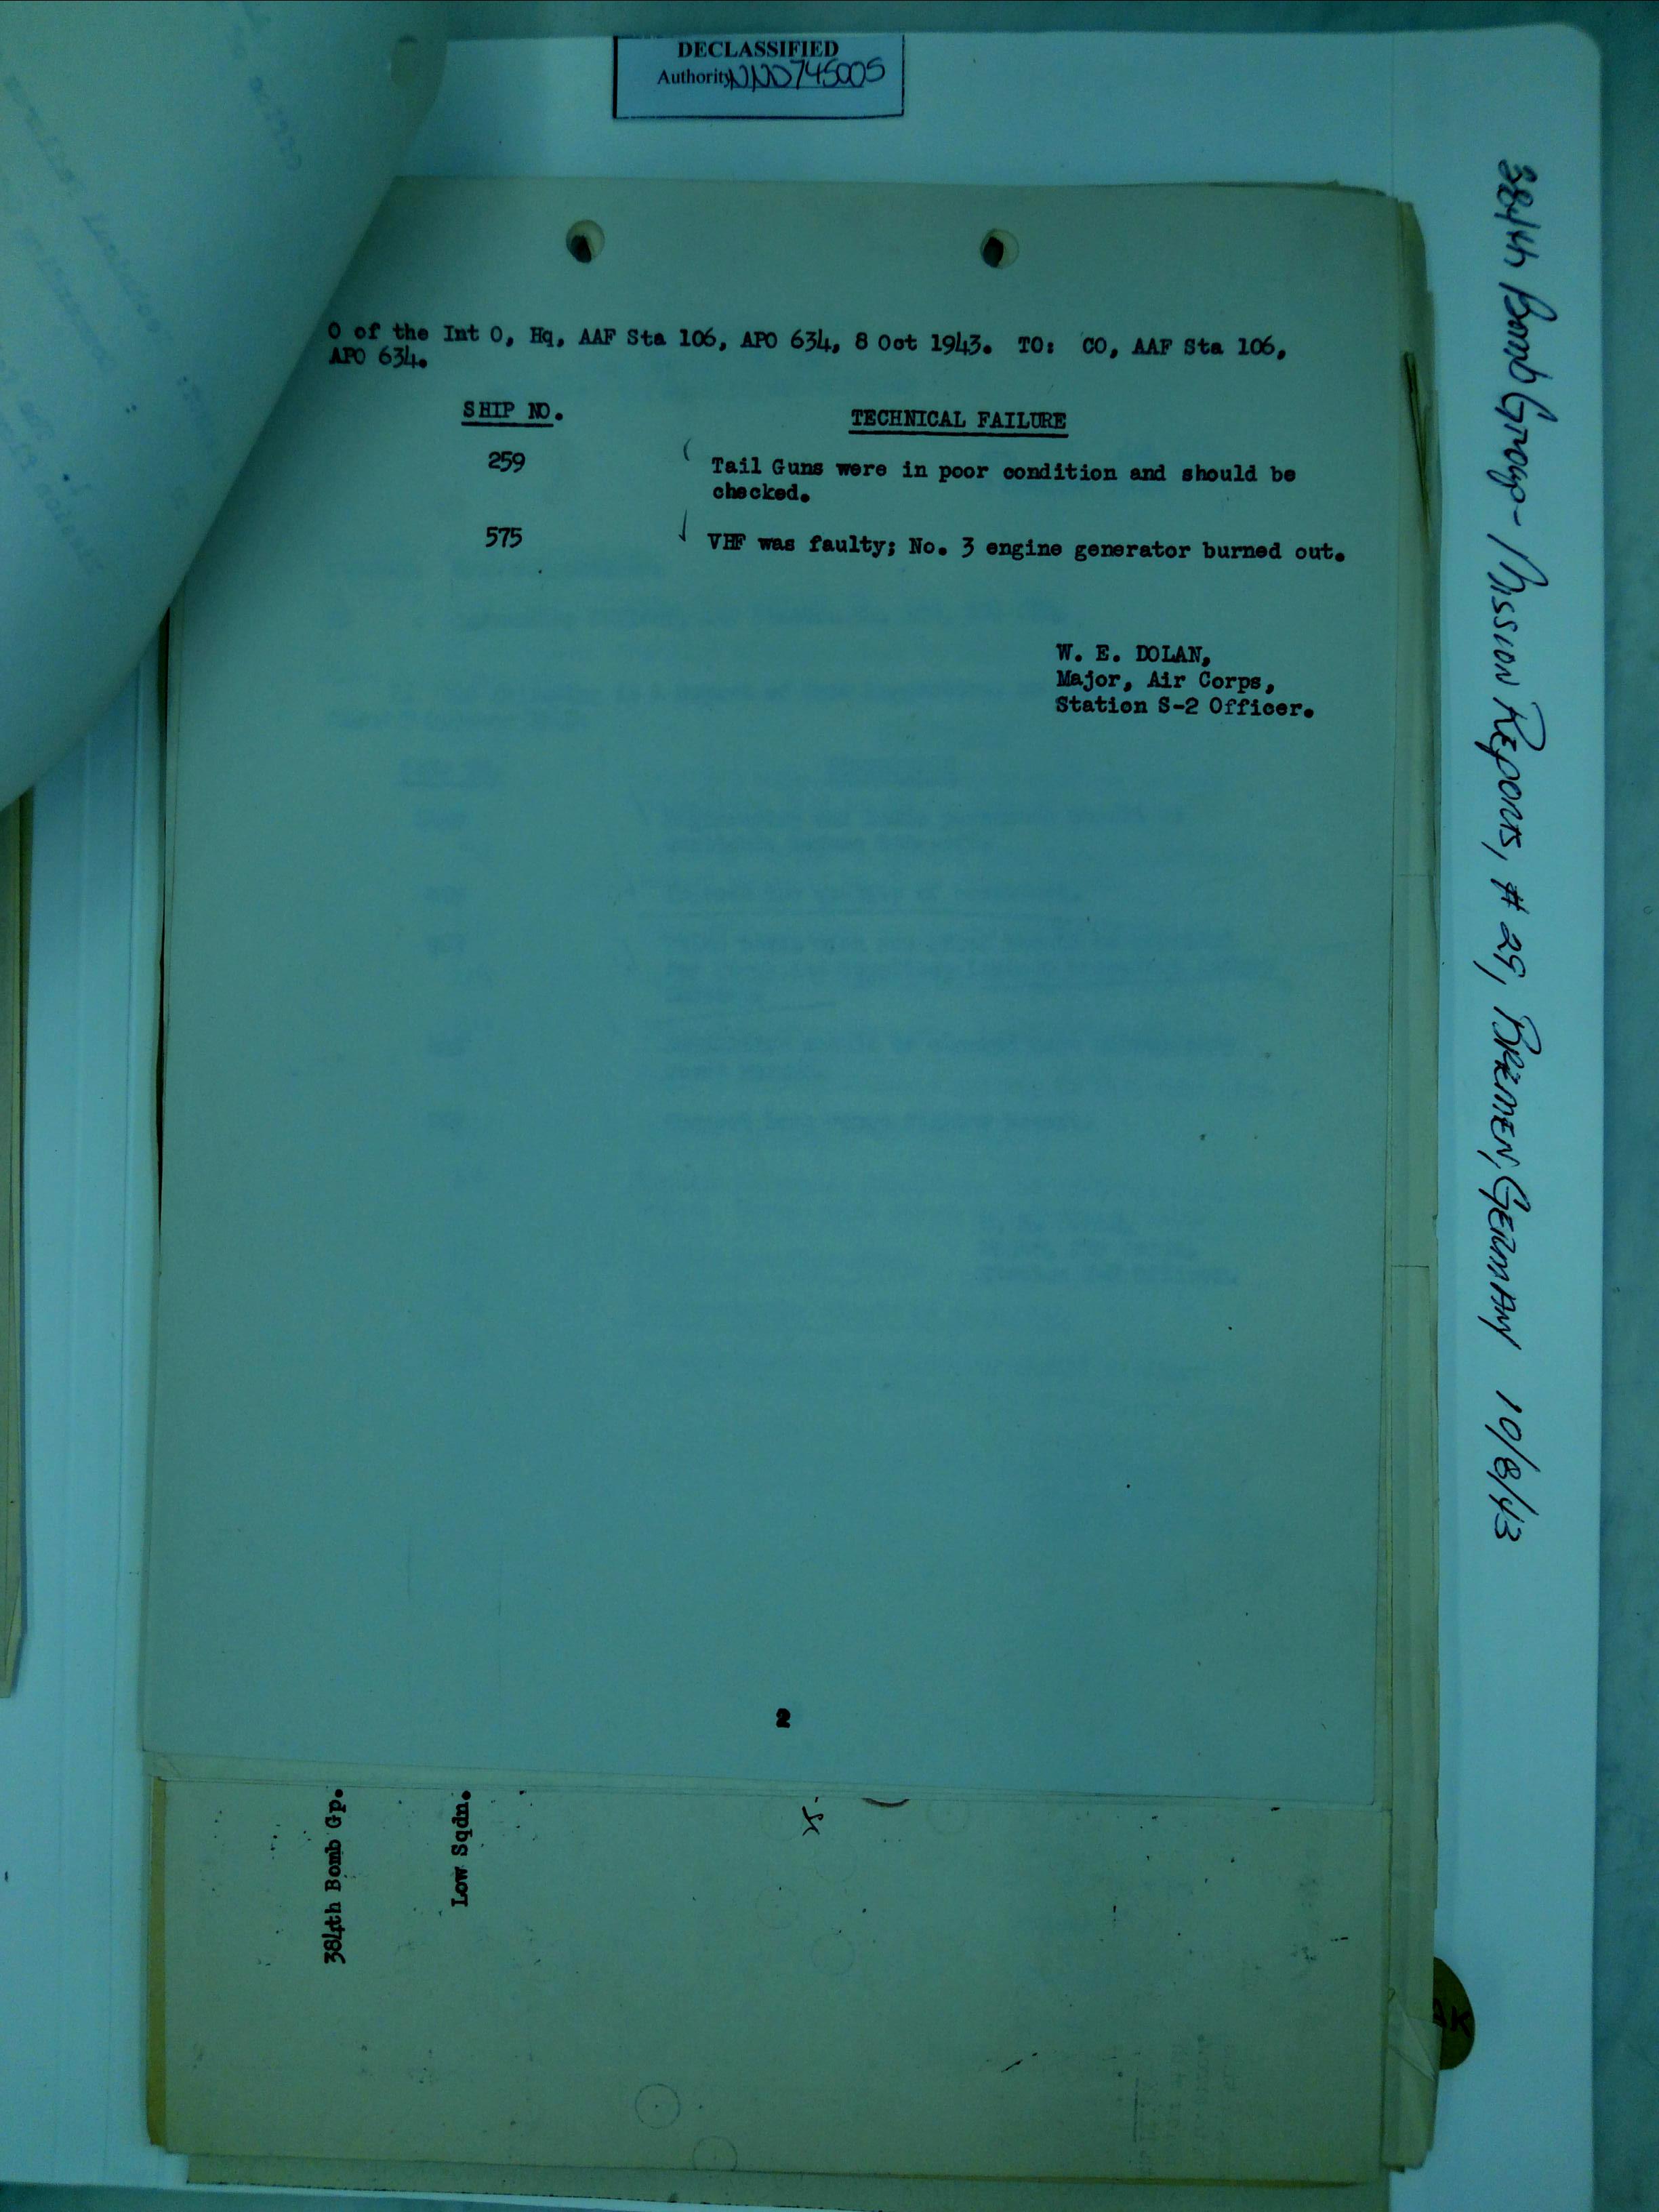 DECLASSIFIED
Authority NND745005
O of the Int O, Hq, AAF Sta 106, APO 634, 8 Oct 1943. TO: CO, AAF Sta 106,
APO 634.
SHIP NO. TECHNICAL FAILURE
259 Tail Guns were in poor condition and should be
checked.
575 VHF was faulty; No. 3 engine generator burned out.
W. E. DOLAN,
Major, Air Corps,
Station S-2 Officer.
2
384th Bomb Gp.
Low Sqdn.
384th Bomb Group - Mission Reports, # 29, BREMEN, GERMANY 10/8/43
AK